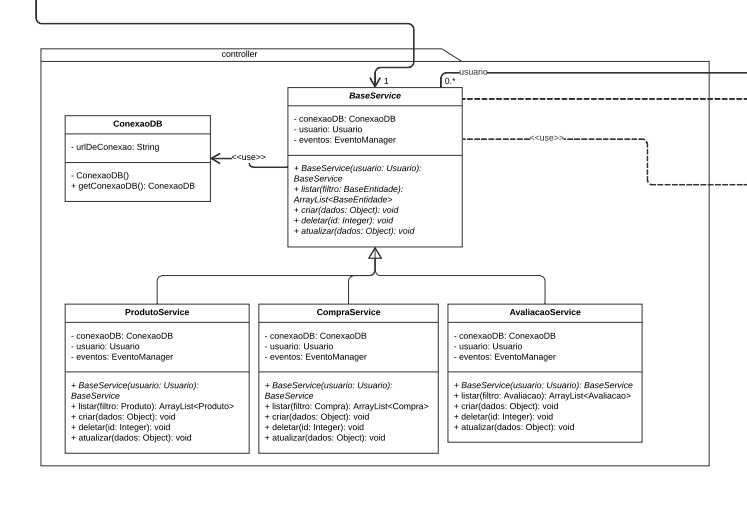 controller
1
0.*
usuario
BaseService
- conexaoDB: ConexaoDB
- usuario: Usuario
- eventos: EventoManager
+ BaseService(usuario: Usuario):
BaseService
+ listar(filtro: BaseEntidade):
ArrayList<BaseEntidade>
+ criar(dados: Object): void
+ deletar(id: Integer): void
+ atualizar(dados: Object): void
<<use>>
ConexaoDB
- urlDeConexao: String
- ConexaoDB()
+ getConexaoDB(): ConexaoDB
<<use>>
ProdutoService
- conexaoDB: ConexaoDB
- usuario: Usuario
- eventos: EventoManager
+ BaseService(usuario: Usuario):
BaseService
+ listar(filtro: Produto): ArrayList<Produto>
+ criar(dados: Object): void
+ deletar(id: Integer): void
+ atualizar(dados: Object): void
CompraService
- conexaoDB: ConexaoDB
- usuario: Usuario
- eventos: EventoManager
+ BaseService(usuario: Usuario):
BaseService
+ listar(filtro: Compra): ArrayList<Compra>
+ criar(dados: Object): void
+ deletar(id: Integer): void
+ atualizar(dados: Object): void
AvaliacaoService
- conexaoDB: ConexaoDB
- usuario: Usuario
- eventos: EventoManager
+ BaseService(usuario: Usuario): BaseService
+ listar(filtro: Avaliacao): ArrayList<Avaliacao>
+ criar(dados: Object): void
+ deletar(id: Integer): void
+ atualizar(dados: Object): void